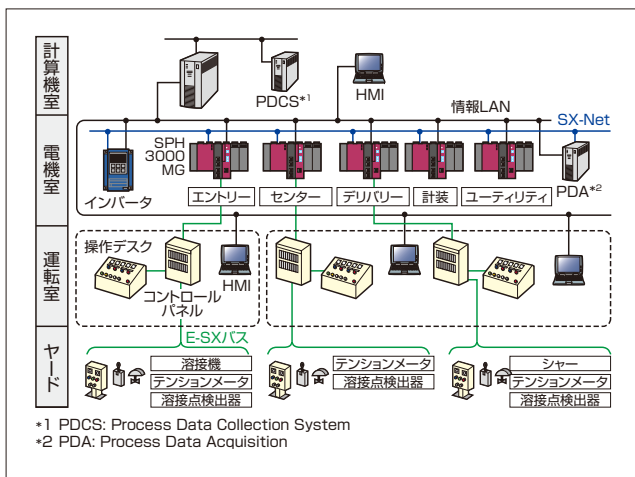 計算機室
PDCS*1
HMI
情報LAN
SX-Net
電機室
SPH
3000
MG
インバータ
エントリー
センター
デリバリー
計装
ユーティリティ
PDA*2
運転室
操作デスク
コントロール
パネル
HMI
E-SXバス
ヤード
溶接機
テンションメータ
溶接点検出器
テンションメータ
溶接点検出器
シャー
テンションメータ
溶接点検出器
*1 PDCS: Process Data Collection System
*2 PDA: Process Data Acquisition